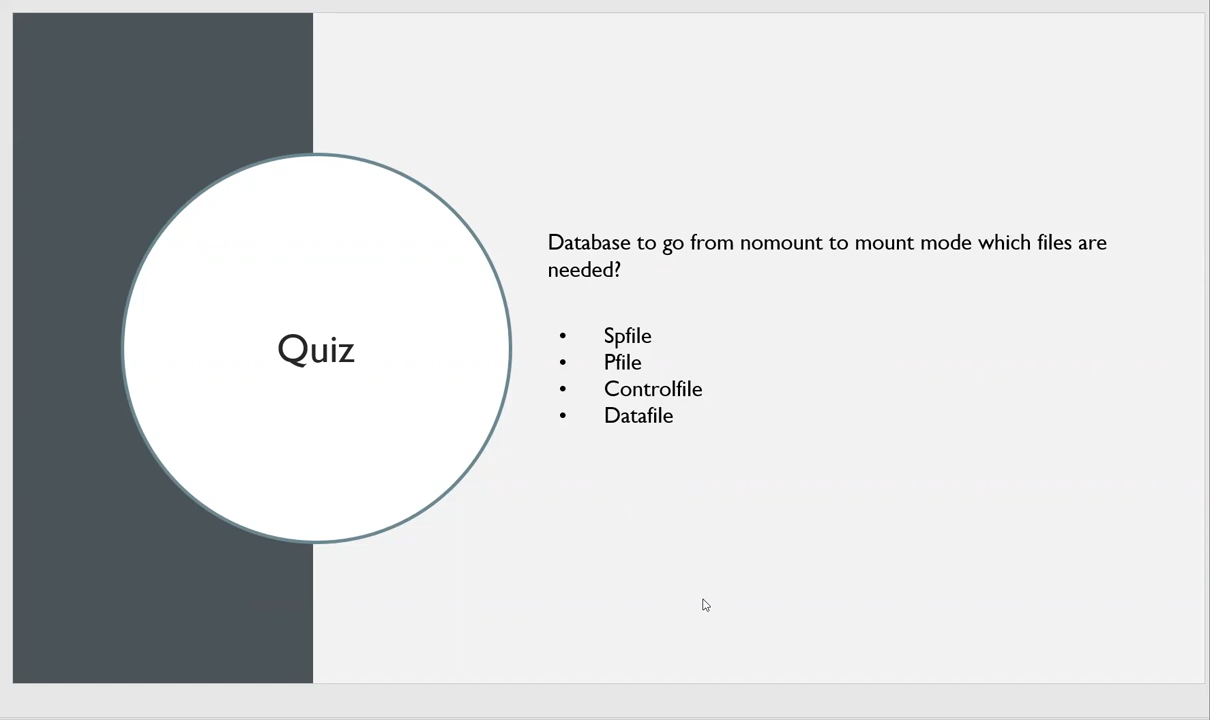 Quiz
Database to go from nomount to mount mode which files are
needed?
• Spfile
• Pfile
• Controlfile
• Datafile